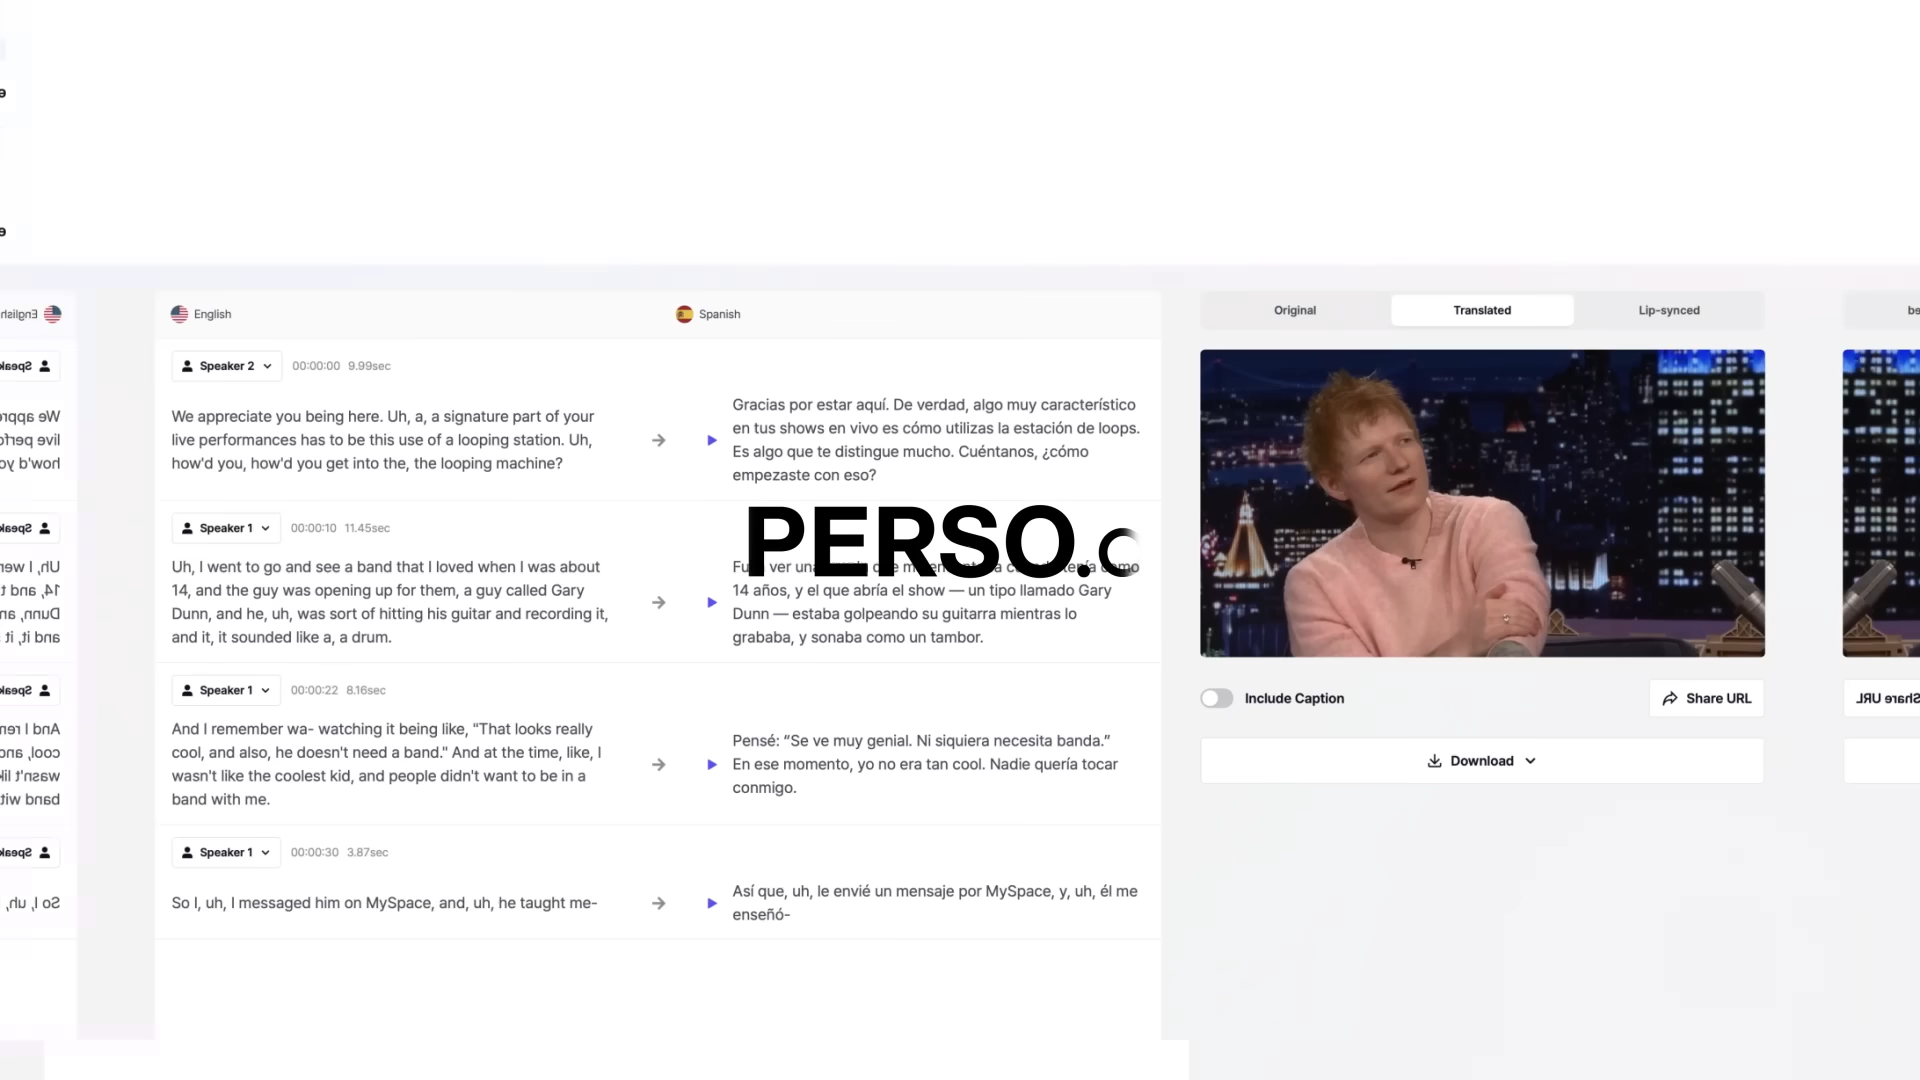 English
Spanish
Original
Translated
Lip-synced
Speaker 2
00:00:00 9.99sec
We appreciate you being here. Uh, a, a signature part of your
live performances has to be this use of a looping station. Uh,
how'd you, how'd you get into the, the looping machine?
Gracias por estar aquí. De verdad, algo muy característico
en tus shows en vivo es cómo utilizas la estación de loops.
Es algo que te distingue mucho. Cuéntanos, ¿cómo
empezaste con eso?
PERSO.
Speaker 1
00:00:10 11.45sec
Uh, I went to go and see a band that I loved when I was about
14, and the guy was opening up for them, a guy called Gary
Dunn, and he, uh, was sort of hitting his guitar and recording it,
and it, it sounded like a, a drum.
ver
14 años, y el que abría el show — un tipo llamado Gary
Dunn — estaba golpeando su guitarra mientras lo
grababa, y sonaba como un tambor.
Speaker 1
00:00:22 8.16sec
And I remember wa- watching it being like, "That looks really
cool, and also, he doesn't need a band." And at the time, like, I
wasn't like the coolest kid, and people didn't want to be in a
band with me.
Pensé: “Se ve muy genial. Ni siquiera necesita banda.”
En ese momento, yo no era tan cool. Nadie quería tocar
conmigo.
Speaker 1
00:00:30 3.87sec
So I, uh, I messaged him on MySpace, and, uh, he taught me-
Así que, uh, le envié un mensaje por MySpace, y, uh, él me
enseñó-
Include Caption
Share URL
Download